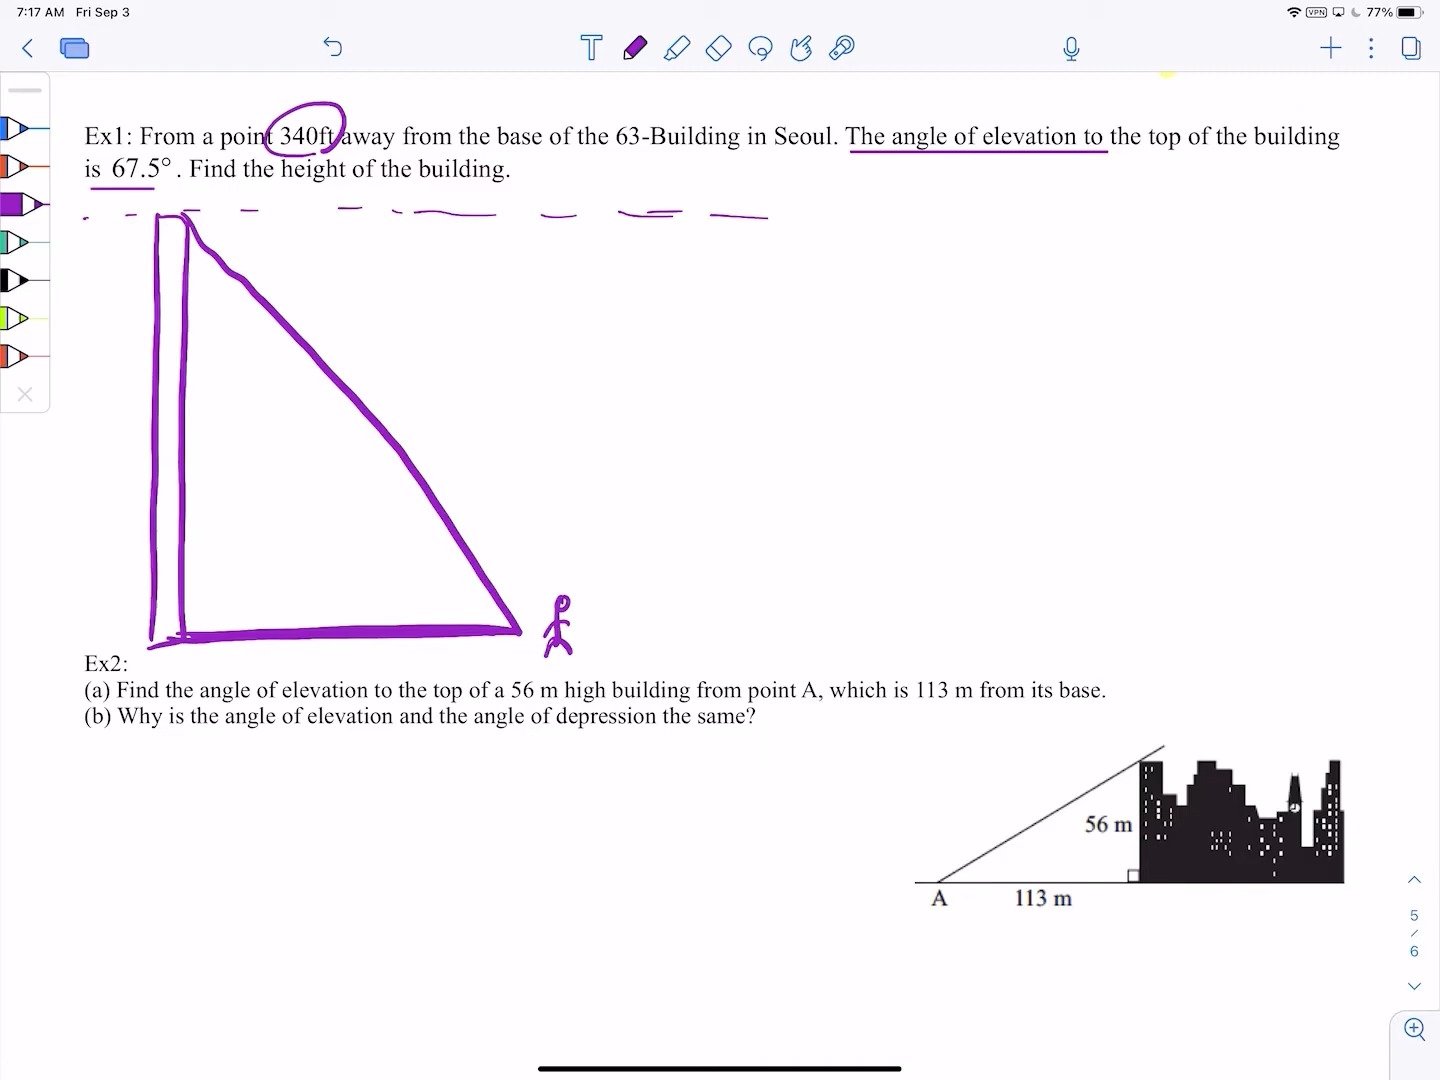 7:17 AM Fri Sep 3
VPN 77%
T
Ex1: From a point 340ft away from the base of the 63-Building in Seoul. The angle of elevation to the top of the building
is 67.5° . Find the height of the building.
Ex2:
(a) Find the angle of elevation to the top of a 56 m high building from point A, which is 113 m from its base.
(b) Why is the angle of elevation and the angle of depression the same?
56 m
A 113 m
5
/
6